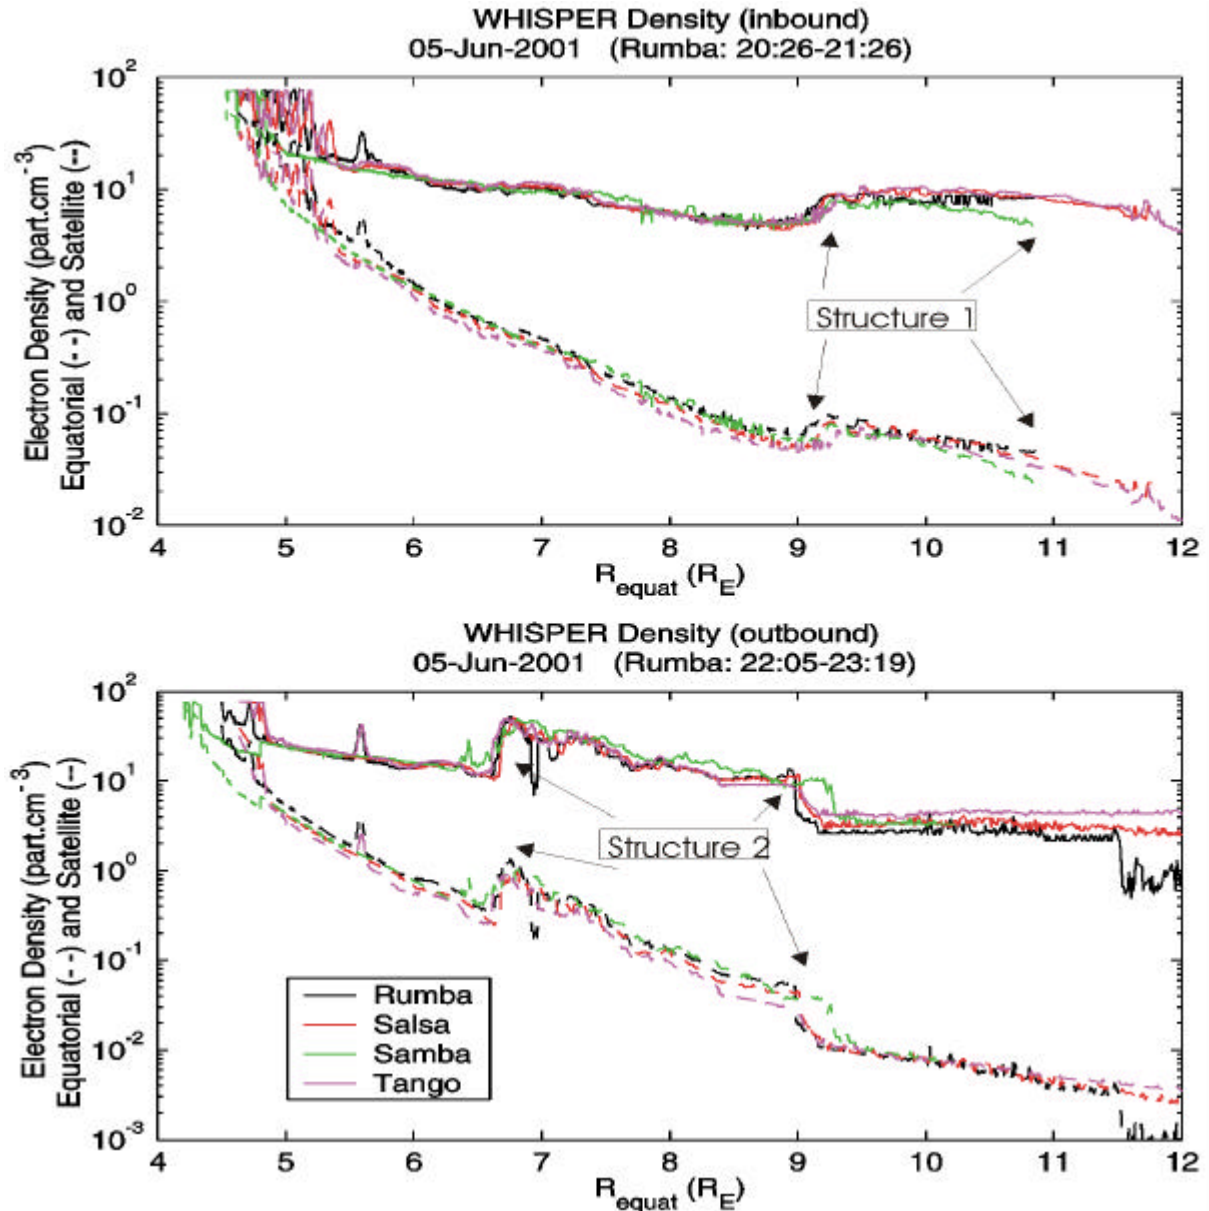 WHISPER Density (inbound)
05-Jun-2001 (Rumba: 20:26-21:26)
Electron Density (part.cm⁻³)
Equatorial (- -) and Satellite (--)
10²
10¹
10⁰
10⁻¹
10⁻²
Structure 1
4 5 6 7 8 9 10 11 12
R_equat (R_E)
WHISPER Density (outbound)
05-Jun-2001 (Rumba: 22:05-23:19)
Electron Density (part.cm⁻³)
Equatorial (- -) and Satellite (--)
10²
10¹
10⁰
10⁻¹
10⁻²
10⁻³
Structure 2
Rumba
Salsa
Samba
Tango
4 5 6 7 8 9 10 11 12
R_equat (R_E)